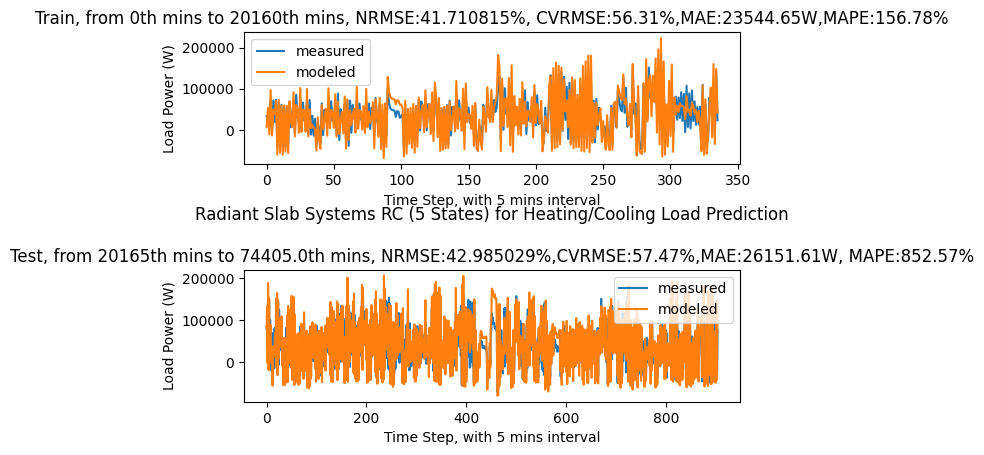 Train, from 0th mins to 20160th mins, NRMSE:41.710815%, CVRMSE:56.31%,MAE:23544.65W,MAPE:156.78%
measured
modeled
Load Power (W)
200000
100000
0
0 50 100 150 200 250 300 350
Time Step, with 5 mins interval
Radiant Slab Systems RC (5 States) for Heating/Cooling Load Prediction
Test, from 20165th mins to 74405.0th mins, NRMSE:42.985029%,CVRMSE:57.47%,MAE:26151.61W, MAPE:852.57%
measured
modeled
Load Power (W)
200000
100000
0
0 200 400 600 800
Time Step, with 5 mins interval